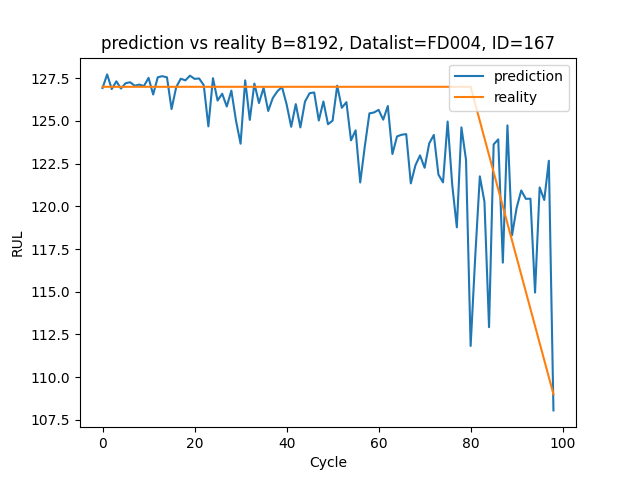 prediction vs reality B=8192, Datalist=FD004, ID=167
prediction
reality
127.5
125.0
122.5
120.0
117.5
115.0
112.5
110.0
107.5
RUL
0 20 40 60 80 100
Cycle